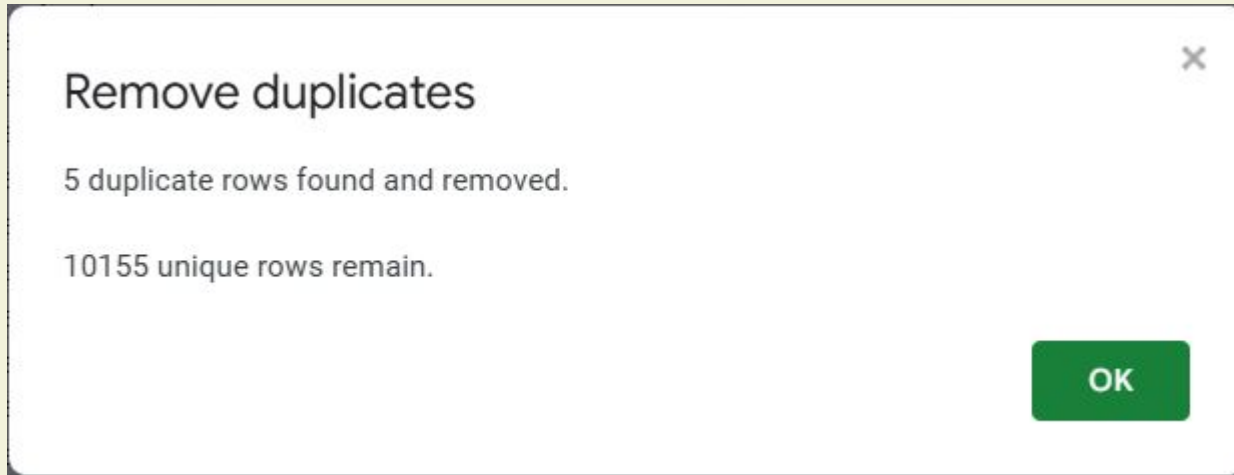 Remove duplicates
5 duplicate rows found and removed.
10155 unique rows remain.
OK